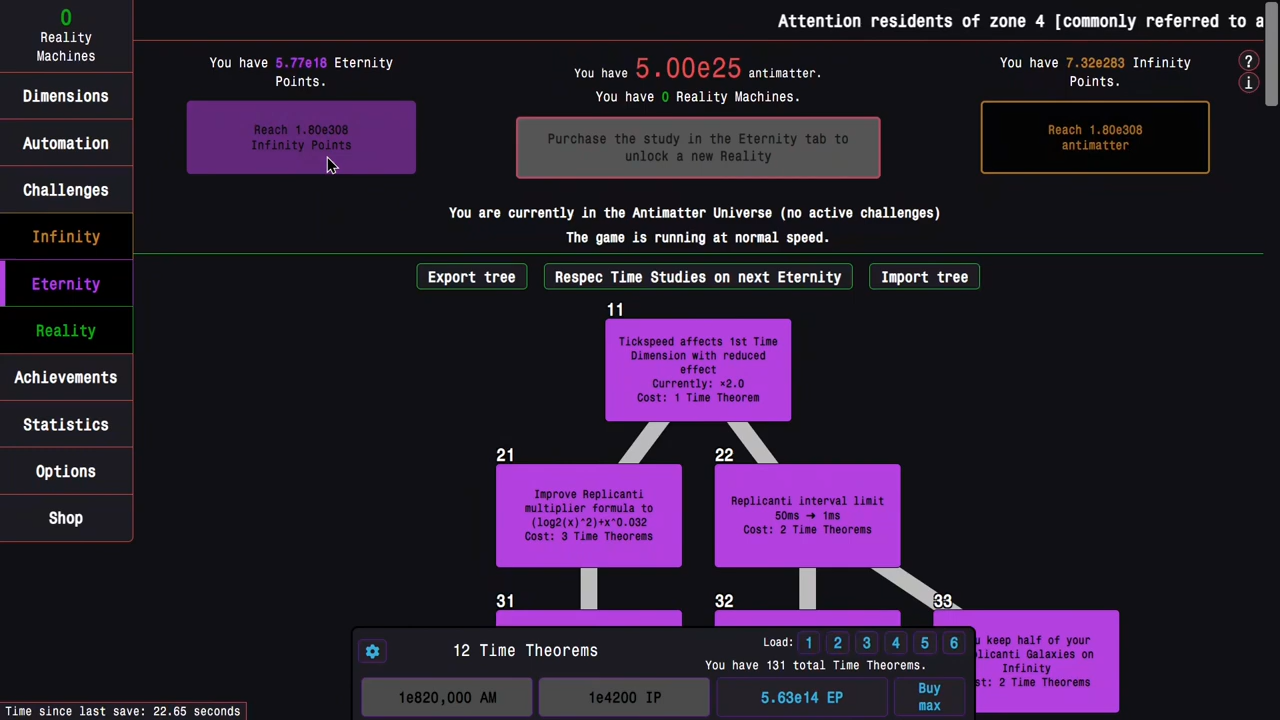 0
Reality
Machines
Dimensions
Automation
Challenges
Infinity
Eternity
Reality
Achievements
Statistics
Options
Shop
Attention residents of zone 4 [commonly referred to a
You have 5.77e16 Eternity
Points.
Reach 1.80e308
Infinity Points
You have 5.00e25 antimatter.
You have 0 Reality Machines.
Purchase the study in the Eternity tab to
unlock a new Reality
You have 7.32e283 Infinity
Points.
Reach 1.80e308
antimatter
?
i
You are currently in the Antimatter Universe (no active challenges)
The game is running at normal speed.
Export tree
Respec Time Studies on next Eternity
Import tree
11
Tickspeed affects 1st Time
Dimension with reduced
effect
Currently: ×2.0
Cost: 1 Time Theorem
21
Improve Replicanti
multiplier formula to
(log2(x)^2)+x^0.032
Cost: 3 Time Theorems
22
Replicanti interval limit
50ms → 1ms
Cost: 2 Time Theorems
31
32
33
keep half of your
Galaxies on
Infinity
2 Time Theorems
12 Time Theorems
Load: 1 2 3 4 5 6
You have 131 total Time Theorems.
1e820,000 AM
1e4200 IP
5.63e14 EP
Buy
max
Time since last save: 22.65 seconds